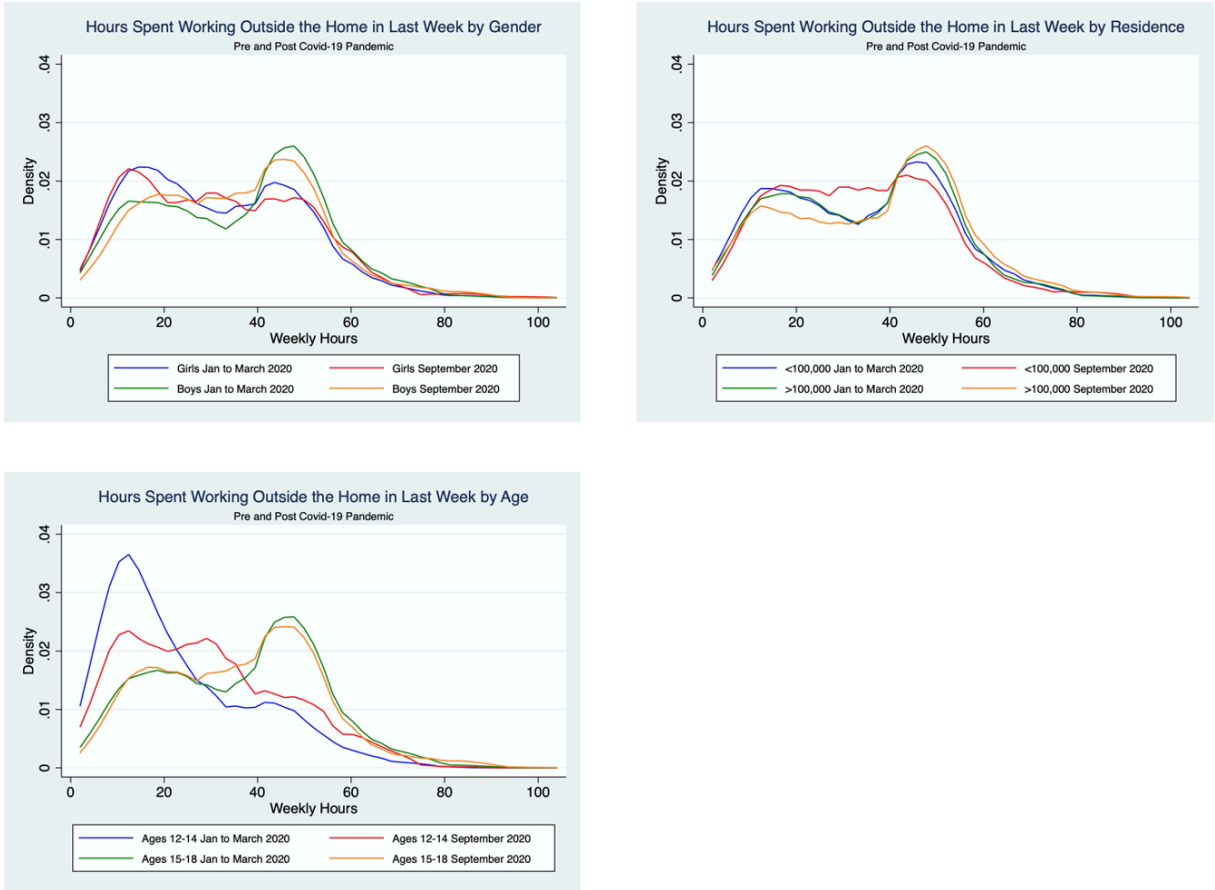 Hours Spent Working Outside the Home in Last Week by Gender
Pre and Post Covid-19 Pandemic
.04
.03
.02
.01
0
Density
0 20 40 60 80 100
Weekly Hours
Girls Jan to March 2020 Girls September 2020
Boys Jan to March 2020 Boys September 2020
Hours Spent Working Outside the Home in Last Week by Residence
Pre and Post Covid-19 Pandemic
.04
.03
.02
.01
0
Density
0 20 40 60 80 100
Weekly Hours
<100,000 Jan to March 2020 <100,000 September 2020
>100,000 Jan to March 2020 >100,000 September 2020
Hours Spent Working Outside the Home in Last Week by Age
Pre and Post Covid-19 Pandemic
.04
.03
.02
.01
0
Density
0 20 40 60 80 100
Weekly Hours
Ages 12-14 Jan to March 2020 Ages 12-14 September 2020
Ages 15-18 Jan to March 2020 Ages 15-18 September 2020